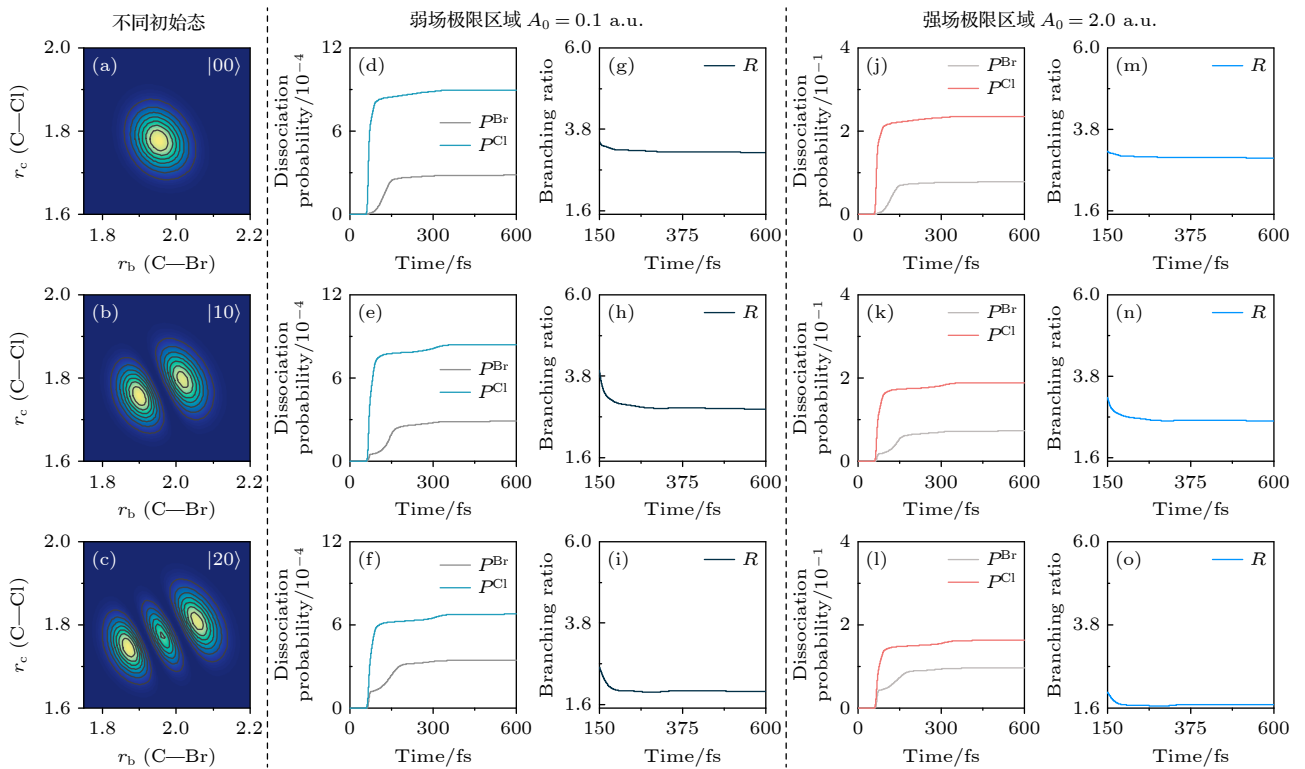 不同初始态
弱场极限区域 A₀ = 0.1 a.u.
强场极限区域 A₀ = 2.0 a.u.
(a) |00⟩
2.0
1.8
1.6
r_c (C—Cl)
1.8 2.0 2.2
r_b (C—Br)
(d)
12
9
6
3
0
Dissociation
probability/10⁻⁴
P^Br
P^Cl
0 300 600
Time/fs
(g) R
6.0
3.8
1.6
Branching ratio
150 375 600
Time/fs
(j)
4
2
0
Dissociation
probability/10⁻¹
P^Br
P^Cl
0 300 600
Time/fs
(m) R
6.0
3.8
1.6
Branching ratio
150 375 600
Time/fs
(b) |10⟩
2.0
1.8
1.6
r_c (C—Cl)
1.8 2.0 2.2
r_b (C—Br)
(e)
12
6
0
Dissociation
probability/10⁻⁴
P^Br
P^Cl
0 300 600
Time/fs
(h) R
6.0
3.8
1.6
Branching ratio
150 375 600
Time/fs
(k)
4
2
0
Dissociation
probability/10⁻¹
P^Br
P^Cl
0 300 600
Time/fs
(n) R
6.0
3.8
1.6
Branching ratio
150 375 600
Time/fs
(c) |20⟩
2.0
1.8
1.6
r_c (C—Cl)
1.8 2.0 2.2
r_b (C—Br)
(f)
12
6
0
Dissociation
probability/10⁻⁴
P^Br
P^Cl
0 300 600
Time/fs
(i) R
6.0
3.8
1.6
Branching ratio
150 375 600
Time/fs
(l)
4
2
0
Dissociation
probability/10⁻¹
P^Br
P^Cl
0 300 600
Time/fs
(o) R
6.0
3.8
1.6
Branching ratio
150 375 600
Time/fs